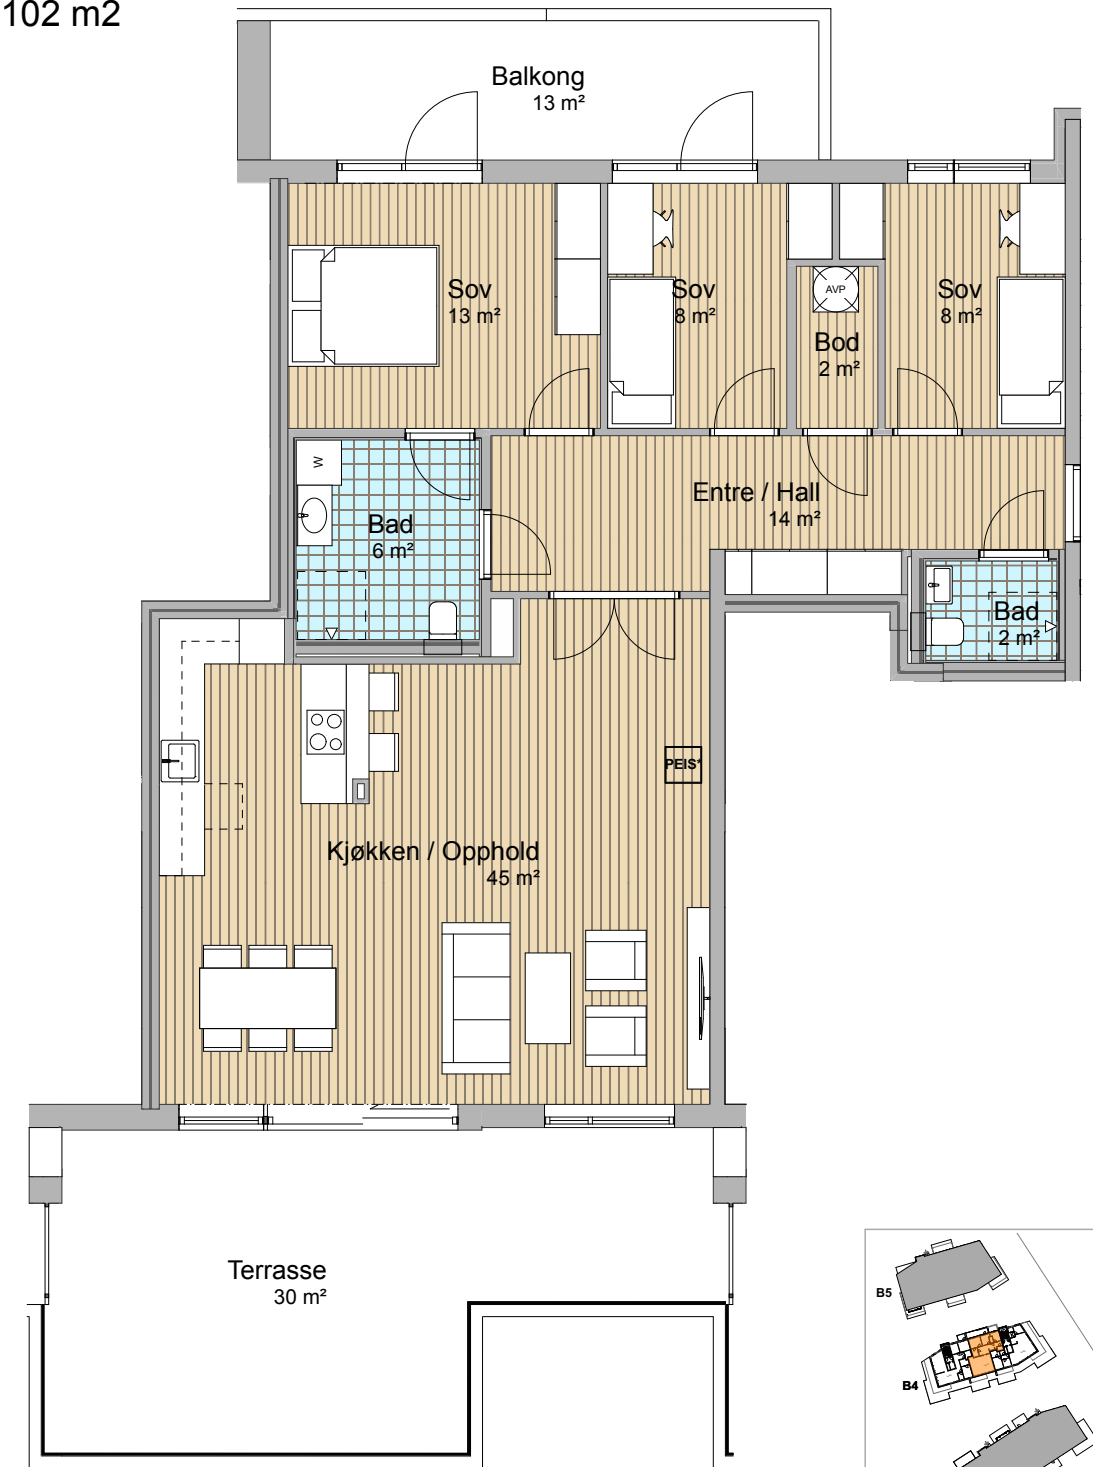 102 m2
Balkong
13 m²
Sov
13 m²
Sov
8 m²
AVP
Bod
2 m²
Sov
8 m²
W
Bad
6 m²
Entre / Hall
14 m²
Bad
2 m²
PEIS*
Kjøkken / Opphold
45 m²
Terrasse
30 m²
B5
B4